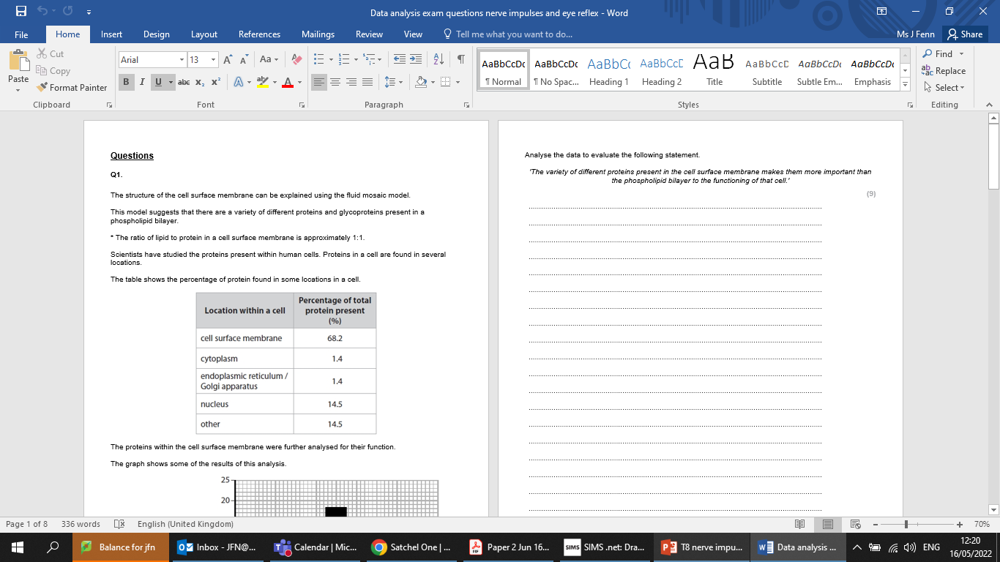 Data analysis exam questions nerve impulses and eye reflex - Word
File Home Insert Design Layout References Mailings Review View Tell me what you want to do... Ms J Fenn Share
Paste
Cut
Copy
Format Painter
Clipboard
Arial 13 A A Aa
B I U abc x₂ x² A A
Font
Paragraph
AaBbCcDc AaBbCcDc AaBbCc AaBbCcD AaB AaBbCcD AaBbCcDc AaBbCcDc
¶ Normal ¶ No Spac... Heading 1 Heading 2 Title Subtitle Subtle Em... Emphasis
Styles
Find
Replace
Select
Editing
Questions
Q1.
The structure of the cell surface membrane can be explained using the fluid mosaic model.
This model suggests that there are a variety of different proteins and glycoproteins present in a
phospholipid bilayer.
* The ratio of lipid to protein in a cell surface membrane is approximately 1:1.
Scientists have studied the proteins present within human cells. Proteins in a cell are found in several
locations.
The table shows the percentage of protein found in some locations in a cell.
Location within a cell
Percentage of total
protein present
(%)
cell surface membrane 68.2
cytoplasm 1.4
endoplasmic reticulum /
Golgi apparatus 1.4
nucleus 14.5
other 14.5
The proteins within the cell surface membrane were further analysed for their function.
The graph shows some of the results of this analysis.
25
20
Analyse the data to evaluate the following statement.
'The variety of different proteins present in the cell surface membrane makes them more important than
the phospholipid bilayer to the functioning of that cell.'
(9)
Page 1 of 8 336 words English (United Kingdom) 70%
Balance for jfn Inbox - JFN@... Calendar | Mic... Satchel One | ... Paper 2 Jun 16... SIMS SIMS .net: Dra... T8 nerve impu... Data analysis ... ENG 12:20
16/05/2022